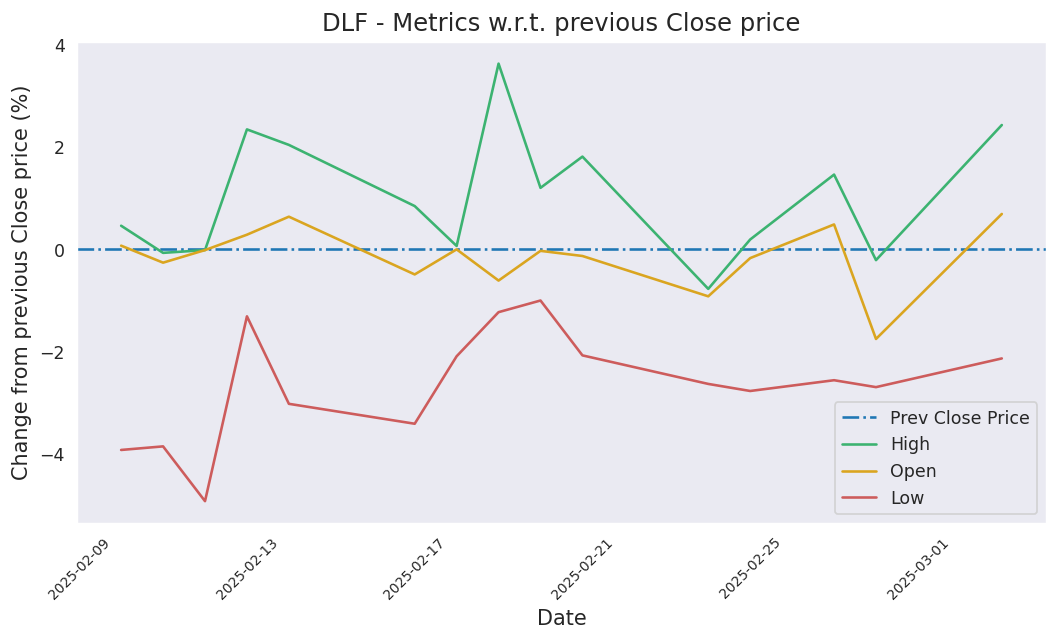 DLF - Metrics w.r.t. previous Close price
Change from previous Close price (%)
4
2
0
−2
−4
Prev Close Price
High
Open
Low
2025-02-09
2025-02-13
2025-02-17
2025-02-21
2025-02-25
2025-03-01
Date